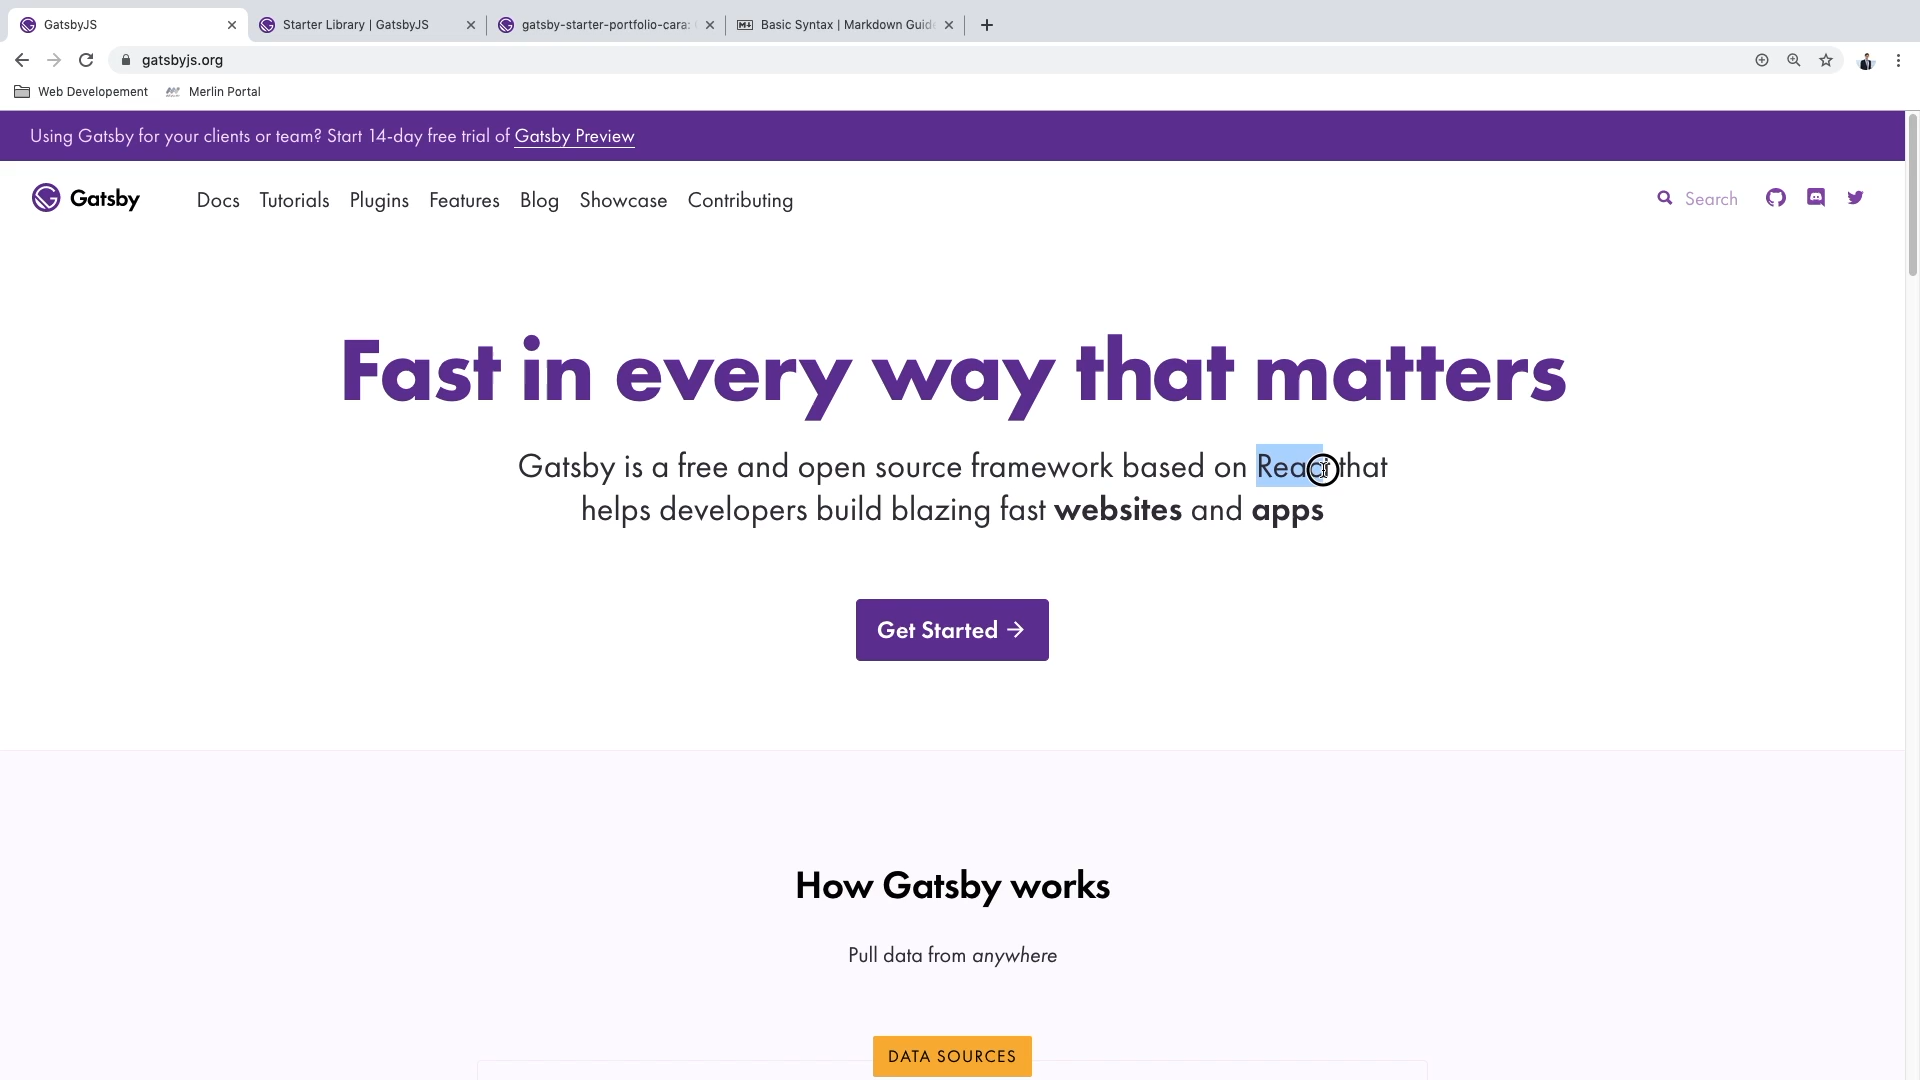 GatsbyJS
Starter Library | GatsbyJS
gatsby-starter-portfolio-cara:
Basic Syntax | Markdown Guide
gatsbyjs.org
Web Developement
Merlin Portal
Using Gatsby for your clients or team? Start 14-day free trial of Gatsby Preview
Gatsby
Docs
Tutorials
Plugins
Features
Blog
Showcase
Contributing
Search
Fast in every way that matters
Gatsby is a free and open source framework based on React that
helps developers build blazing fast websites and apps
Get Started →
How Gatsby works
Pull data from anywhere
DATA SOURCES